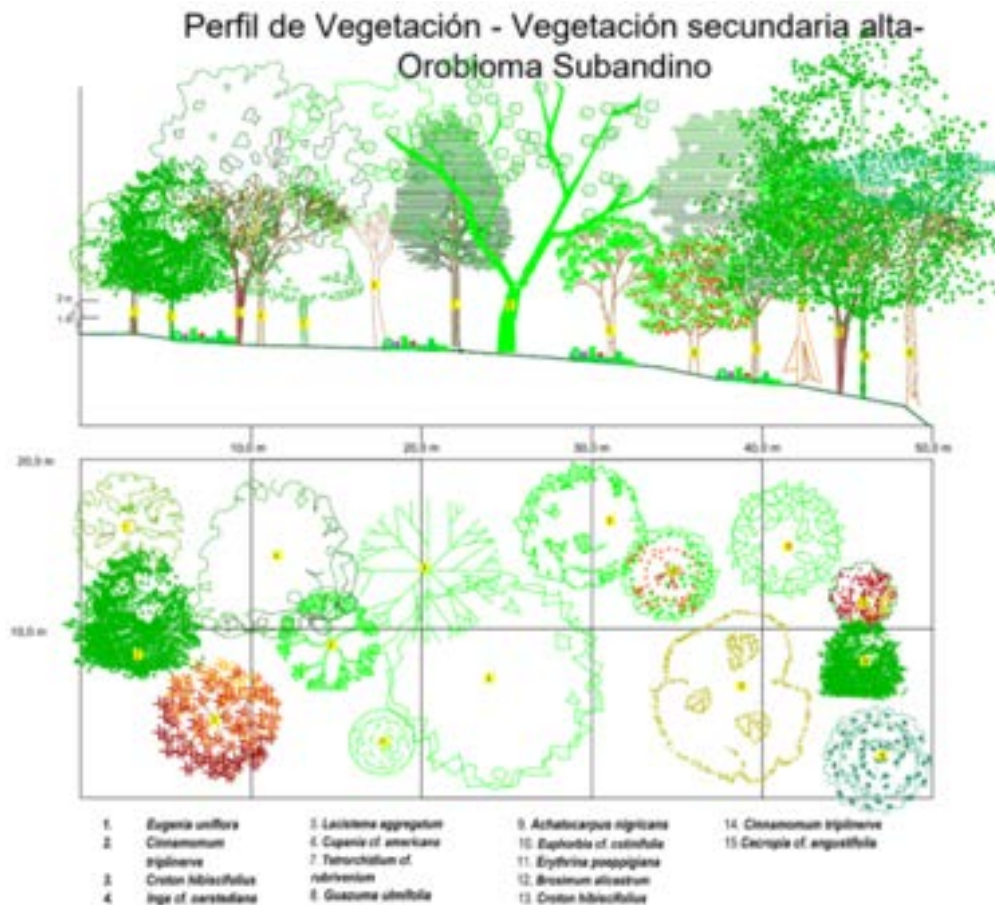 Perfil de Vegetación - Vegetación secundaria alta-
Orobioma Subandino
2 m
10,0 m
20,0 m
30,0 m
40,0 m
50,0 m
20,0 m
10,0 m
1. Eugenia uniflora
2. Cinnamomum
triplinerve
3. Croton hibiscifolius
4. Inga cf. oerstediana
5. Lacistema aggregatum
6. Cupania cf. americana
7. Tetrorchidium cf.
rubrivenium
8. Guazuma ulmifolia
9. Achatocarpus nigricans
10. Euphorbia cf. cotinifolia
11. Erythrina poeppigiana
12. Brosimum alicastrum
13. Croton hibiscifolius
14. Cinnamomum triplinerve
15. Cecropia cf. angustifolia